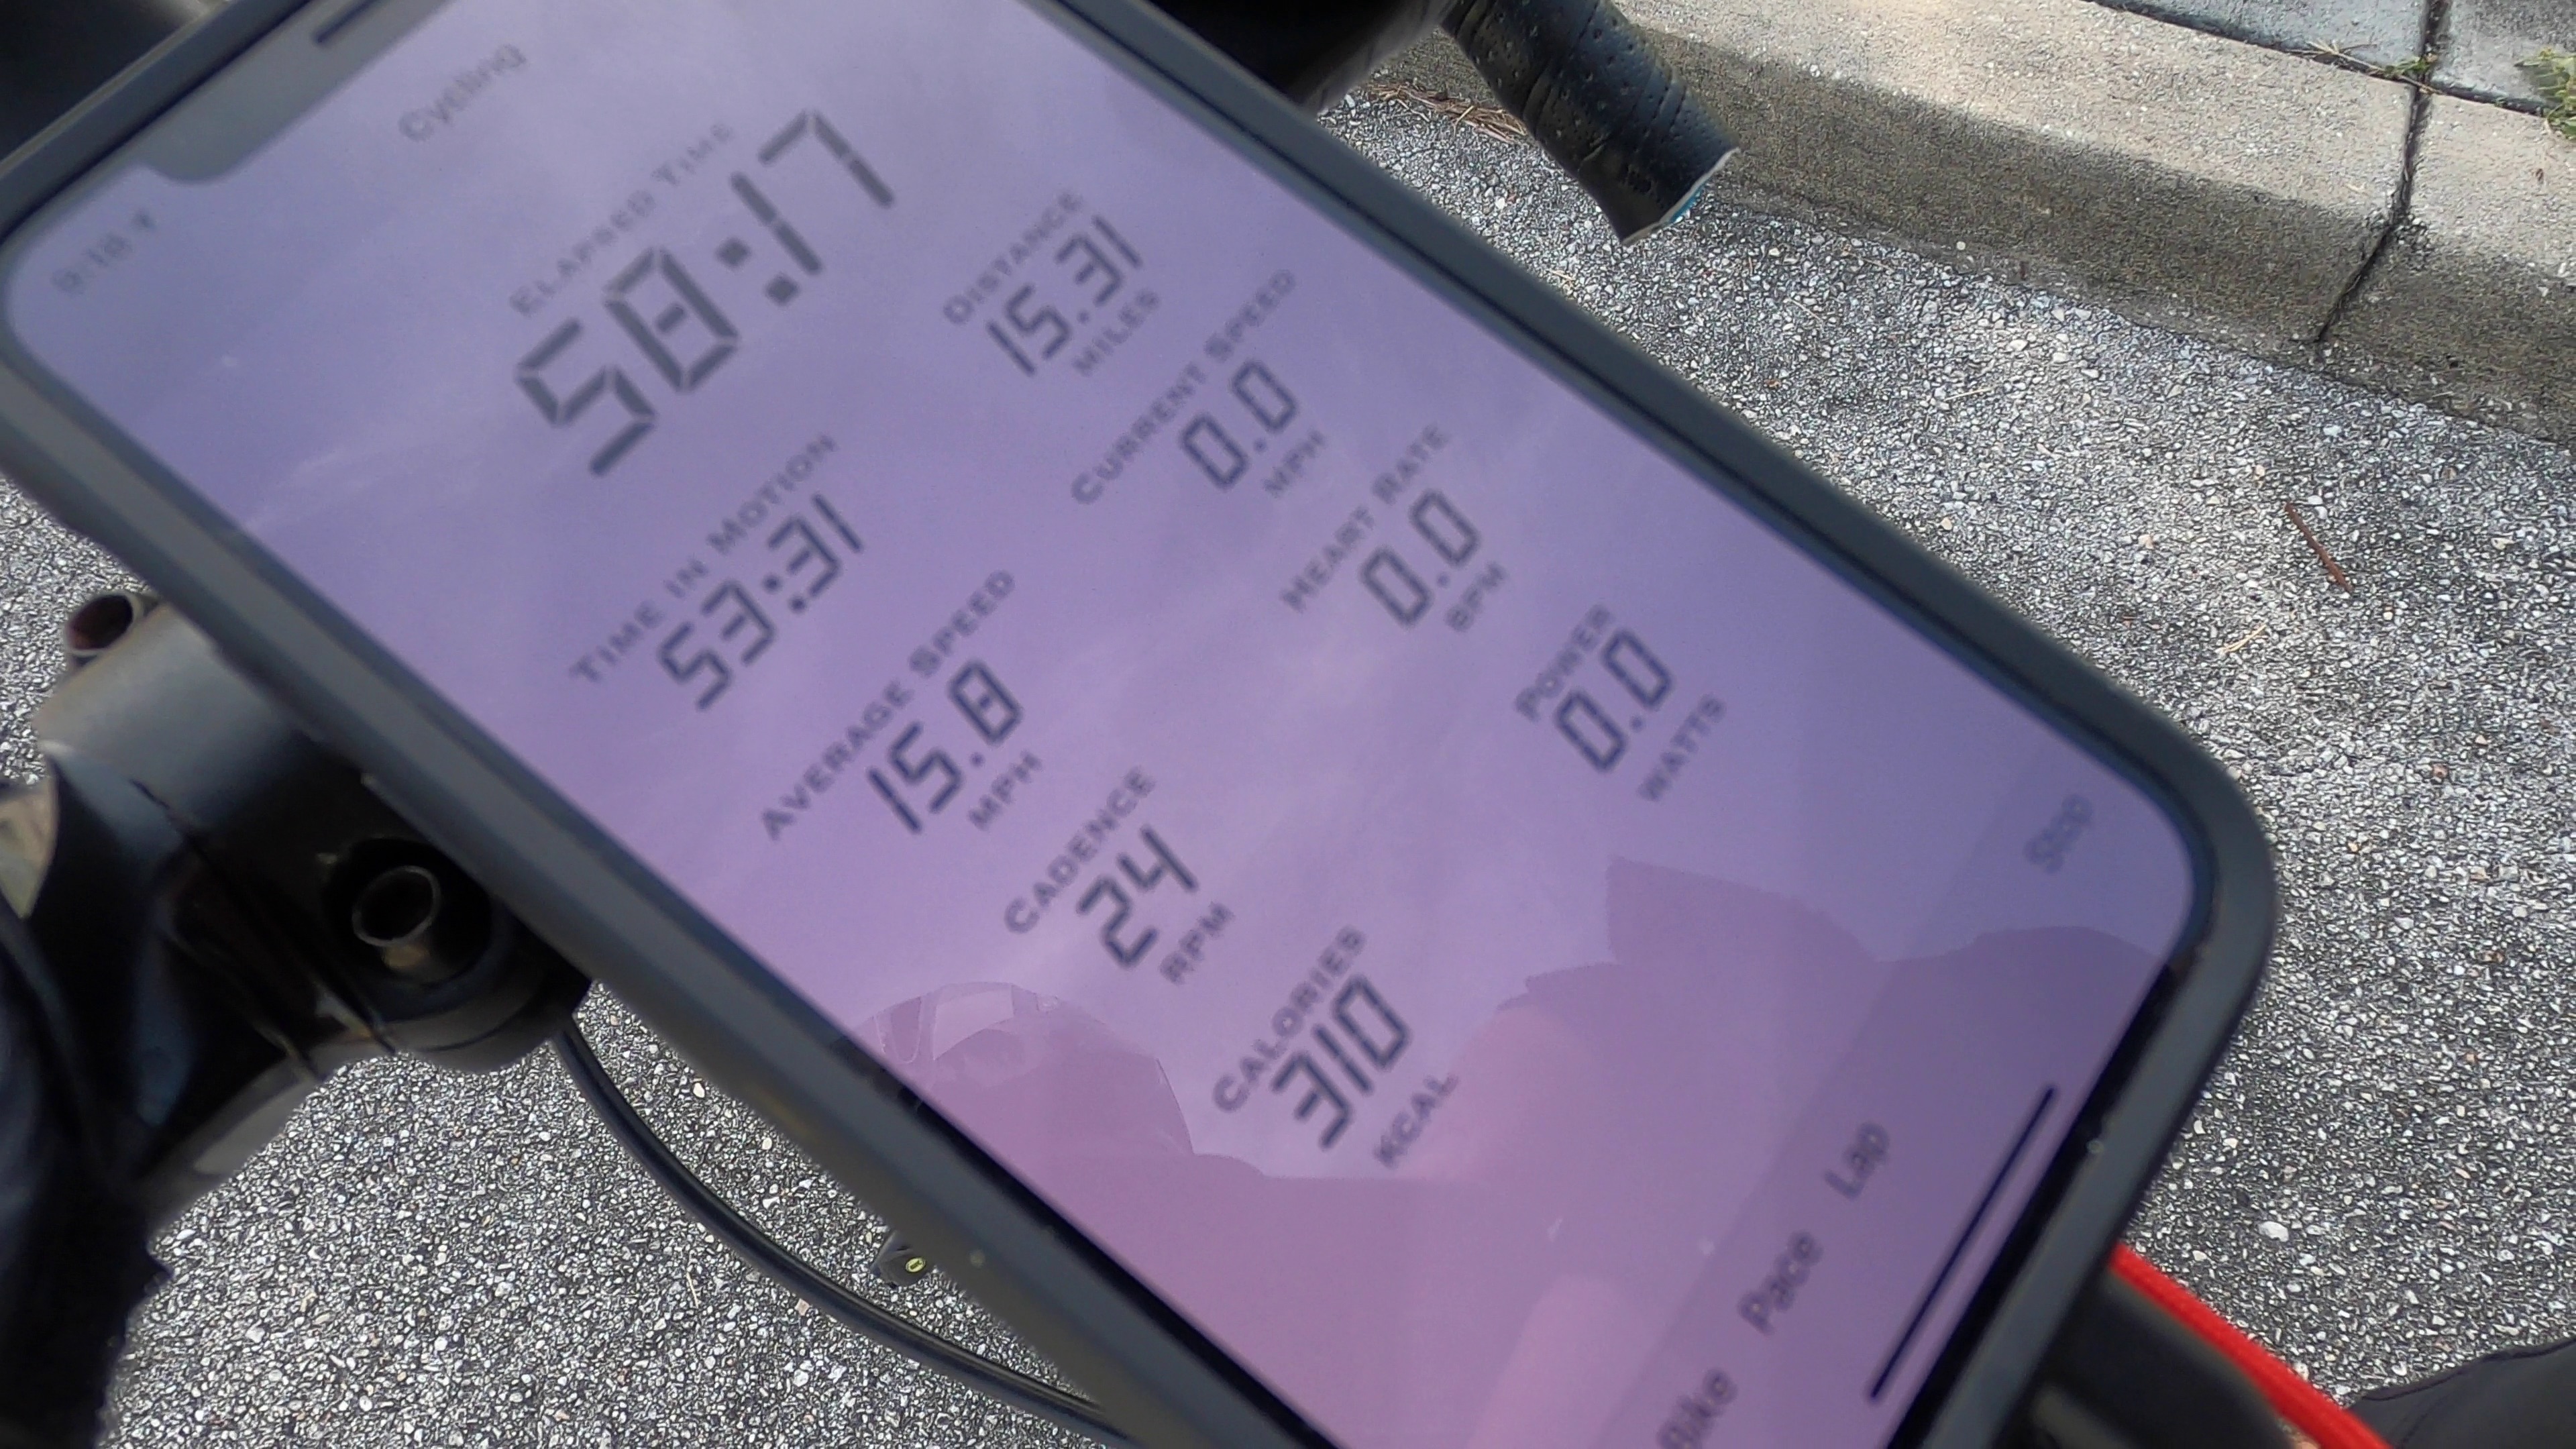 Cycling
ELAPSED TIME
58:17
DISTANCE
15.31
MILES
TIME IN MOTION
53:31
CURRENT SPEED
0.0
MPH
AVERAGE SPEED
15.8
MPH
HEART RATE
0.0
BPM
CADENCE
24
RPM
POWER
0.0
WATTS
CALORIES
310
KCAL
Stop
Bike Pace Lap